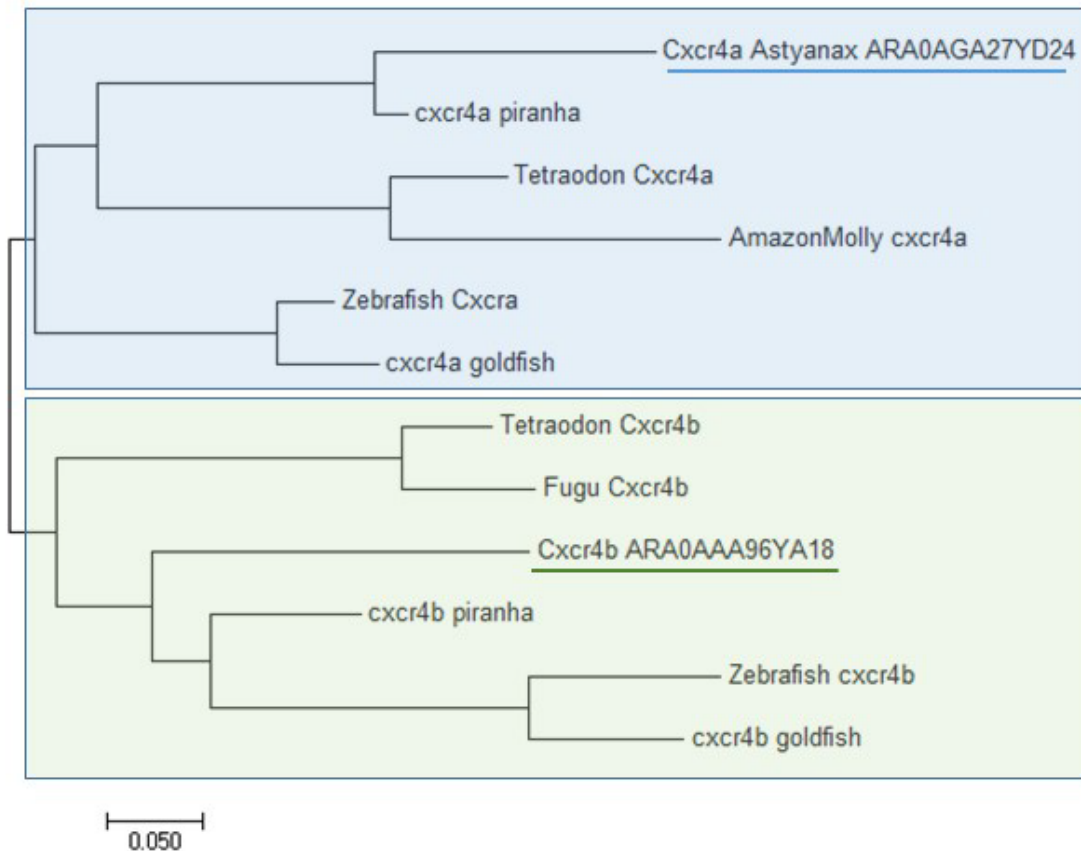 Cxcr4a Astyanax ARA0AGA27YD24
cxcr4a piranha
Tetraodon Cxcr4a
AmazonMolly cxcr4a
Zebrafish Cxcra
cxcr4a goldfish
Tetraodon Cxcr4b
Fugu Cxcr4b
Cxcr4b ARA0AAA96YA18
cxcr4b piranha
Zebrafish cxcr4b
cxcr4b goldfish
0.050